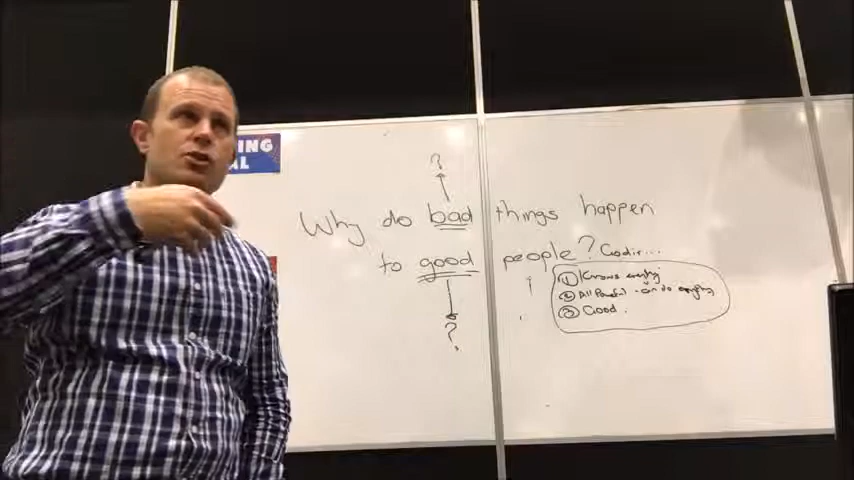 ING
AL
?
Why do bad things happen
to good people? God is...
① Knows everything
② All Powerful - can do anything
③ Good.
?